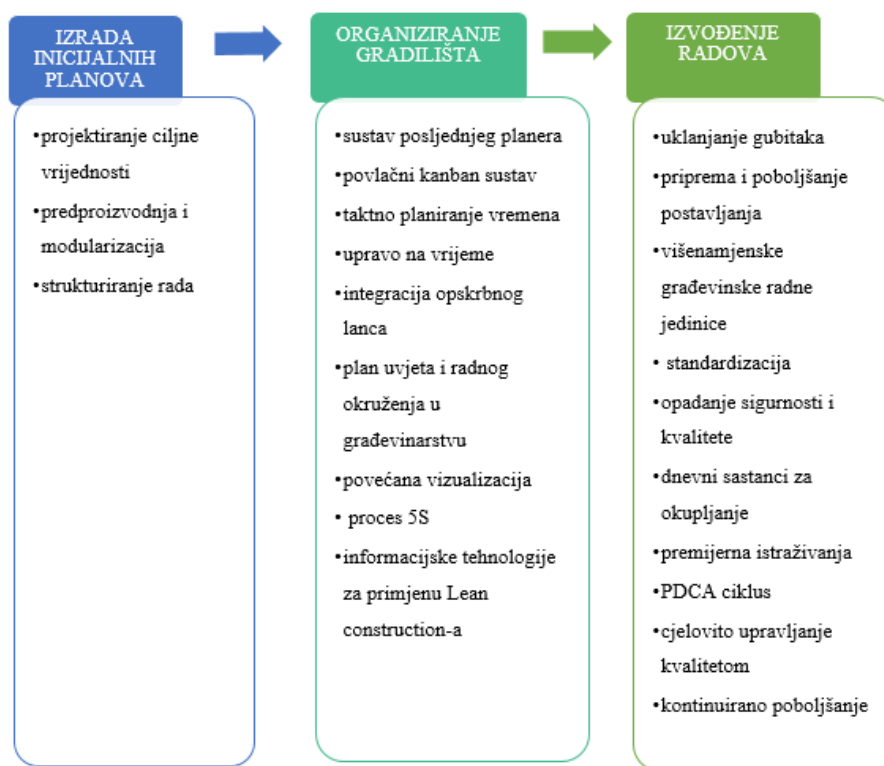 IZRADA
INICIJALNIH
PLANOVA
•projektiranje ciljne
vrijednosti
•predproizvodnja i
modularizacija
•strukturiranje rada
ORGANIZIRANJE
GRADILIŠTA
•sustav posljednjeg planera
•povlačni kanban sustav
•taktno planiranje vremena
•upravo na vrijeme
•integracija opskrbnog
lanca
•plan uvjeta i radnog
okruženja u
građevinarstvu
•povećana vizualizacija
• proces 5S
•informacijske tehnologije
za primjenu Lean
construction-a
IZVOĐENJE
RADOVA
•uklanjanje gubitaka
•priprema i poboljšanje
postavljanja
•višenamjenske
građevinske radne
jedinice
• standardizacija
•opadanje sigurnosti i
kvalitete
•dnevni sastanci za
okupljanje
•premijerna istraživanja
•PDCA ciklus
•cjelovito upravljanje
kvalitetom
•kontinuirano poboljšanje